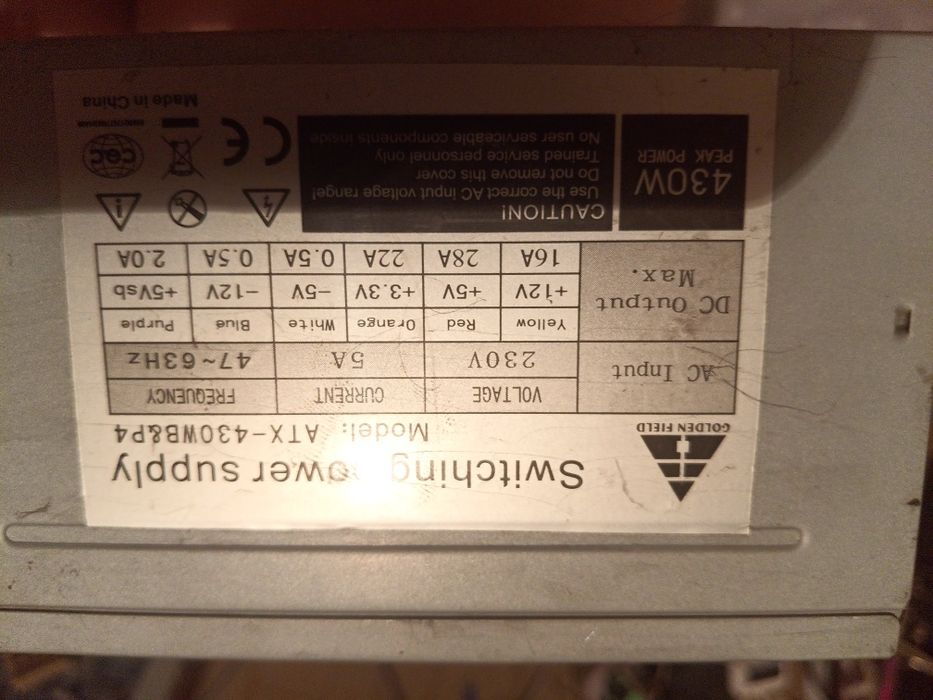 GOLDEN FIELD
Switching ower supply
Model: ATX-430WB&P4
AC Input VOLTAGE CURRENT FREQUENCY
230V 5A 47~63Hz
DC Output Max. Yellow Red Orange White Blue Purple
+12V +5V +3.3V -5V -12V +5Vsb
16A 28A 22A 0.5A 0.5A 2.0A
430W
PEAK POWER
CAUTION!
Use the correct AC input voltage range!
Do not remove this cover
Trained service personnel only
No user serviceable components inside
i
CE
CQC
Made in China